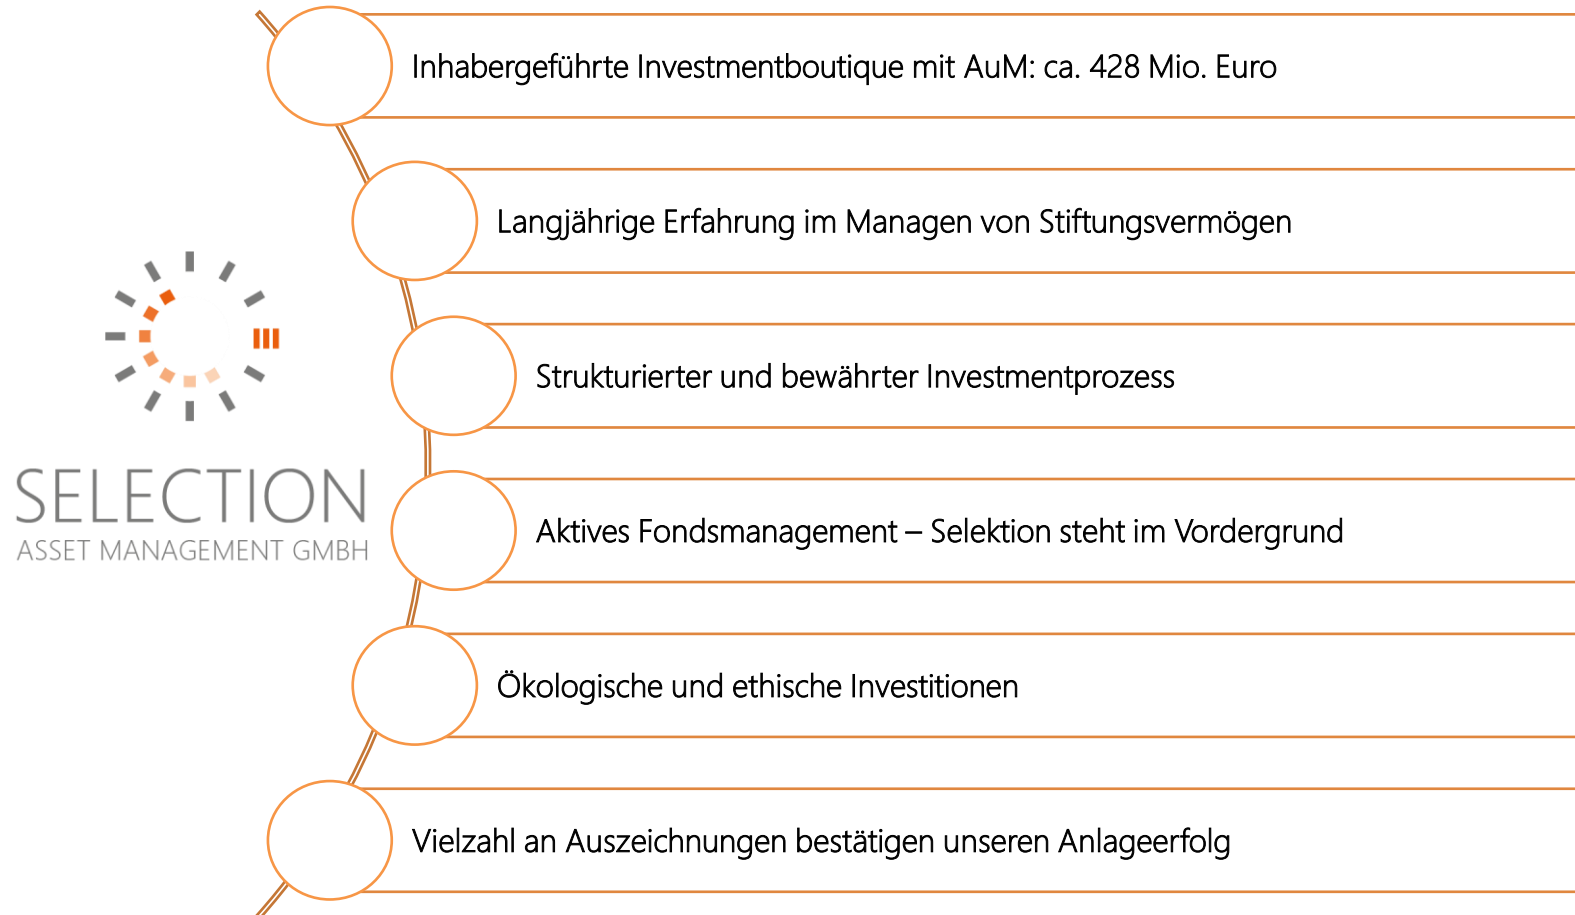 Inhabergeführte Investmentboutique mit AuM: ca. 428 Mio. Euro
Langjährige Erfahrung im Managen von Stiftungsvermögen
Strukturierter und bewährter Investmentprozess
SELECTION
ASSET MANAGEMENT GMBH
Aktives Fondsmanagement – Selektion steht im Vordergrund
Ökologische und ethische Investitionen
Vielzahl an Auszeichnungen bestätigen unseren Anlageerfolg